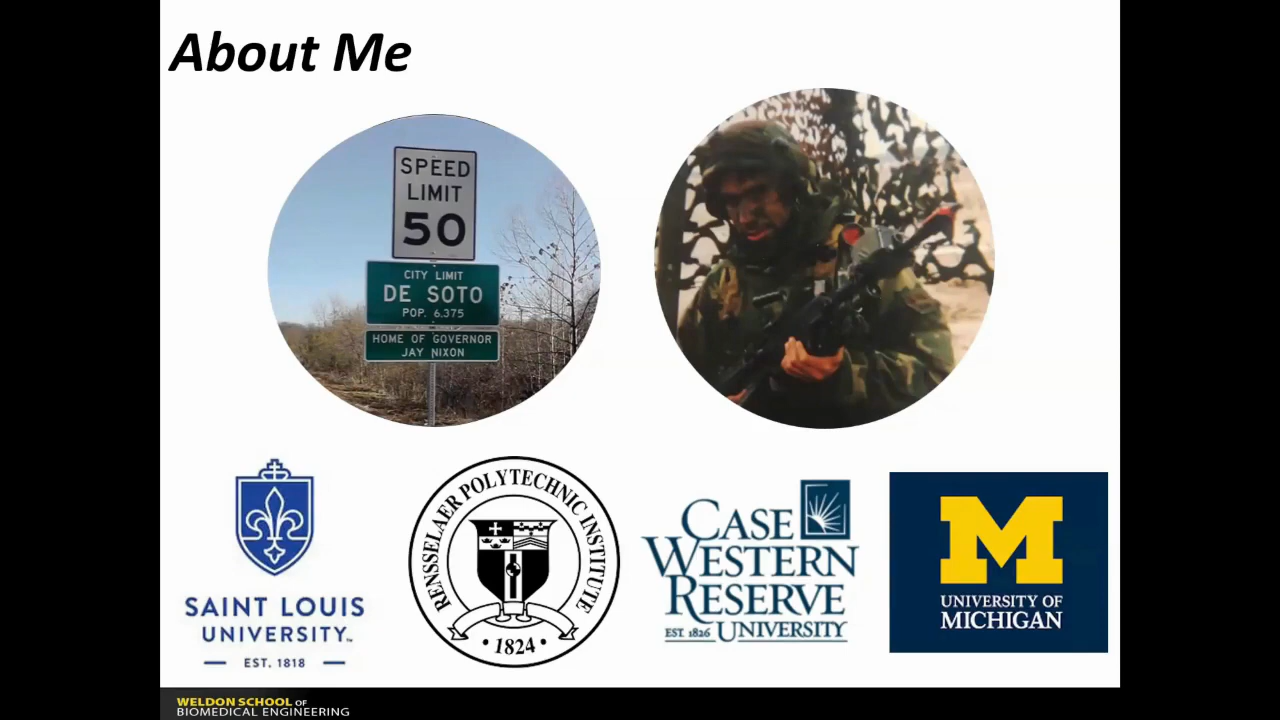 About Me
SPEED
LIMIT
50
CITY LIMIT
DE SOTO
POP. 6,375
HOME OF GOVERNOR
JAY NIXON
SAINT LOUIS
UNIVERSITY™
EST. 1818
RENSSELAER POLYTECHNIC INSTITUTE
• 1824 •
CASE
WESTERN
RESERVE
EST. 1826 UNIVERSITY
M
UNIVERSITY OF
MICHIGAN
WELDON SCHOOL OF
BIOMEDICAL ENGINEERING